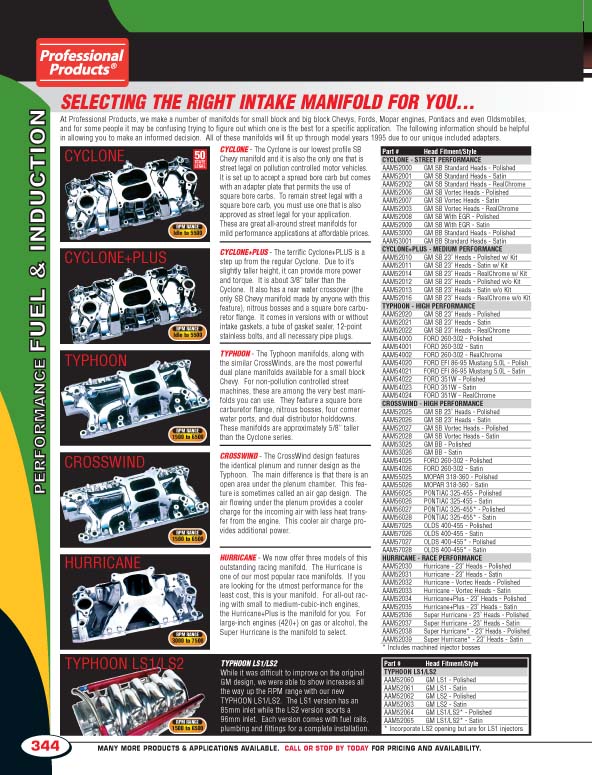 Professional
Products®
PERFORMANCE FUEL & INDUCTION
SELECTING THE RIGHT INTAKE MANIFOLD FOR YOU...
At Professional Products, we make a number of manifolds for small block and big block Chevys, Fords, Mopar engines, Pontiacs and even Oldsmobiles,
and for some people it may be confusing trying to figure out which one is the best for a specific application. The following information should be helpful
in allowing you to make an informed decision. All of these manifolds will fit up through model years 1995 due to our unique included adapters.
CYCLONE
50
STATE
LEGAL
RPM RANGE
Idle to 5500
CYCLONE - The Cyclone is our lowest profile SB
Chevy manifold and it is also the only one that is
street legal on pollution controlled motor vehicles.
It is set up to accept a spread bore carb but comes
with an adapter plate that permits the use of
square bore carbs. To remain street legal with a
square bore carb, you must use one that is also
approved as street legal for your application.
These are great all-around street manifolds for
mild performance applications at affordable prices.
CYCLONE+PLUS
RPM RANGE
Idle to 5500
CYCLONE+PLUS - The terrific Cyclone+PLUS is a
step up from the regular Cyclone. Due to it's
slightly taller height, it can provide more power
and torque. It is about 3/8" taller than the
Cyclone. It also has a rear water crossover (the
only SB Chevy manifold made by anyone with this
feature), nitrous bosses and a square bore carbu-
retor flange. It comes in versions with or without
intake gaskets, a tube of gasket sealer, 12-point
stainless bolts, and all necessary pipe plugs.
TYPHOON
RPM RANGE
1500 to 6500
TYPHOON - The Typhoon manifolds, along with
the similar CrossWinds, are the most powerful
dual plane manifolds available for a small block
Chevy. For non-pollution controlled street
machines, these are among the very best mani-
folds you can use. They feature a square bore
carburetor flange, nitrous bosses, four corner
water ports, and dual distributor holddowns.
These manifolds are approximately 5/8" taller
than the Cyclone series.
CROSSWIND
RPM RANGE
1500 to 6500
CROSSWIND - The CrossWind design features
the identical plenum and runner design as the
Typhoon. The main difference is that there is an
open area under the plenum chamber. This fea-
ture is sometimes called an air gap design. The
air flowing under the plenum provides a cooler
charge for the incoming air with less heat trans-
fer from the engine. This cooler air charge pro-
vides additional power.
HURRICANE
RPM RANGE
3000 to 7500
HURRICANE - We now offer three models of this
outstanding racing manifold. The Hurricane is
one of our most popular race manifolds. If you
are looking for the utmost performance for the
least cost, this is your manifold. For all-out rac-
ing with small to medium-cubic-inch engines,
the Hurricane+Plus is the manifold for you. For
large-inch engines (420+) on gas or alcohol, the
Super Hurricane is the manifold to select.
TYPHOON LS1/LS2
RPM RANGE
1500 to 6500
TYPHOON LS1/LS2
While it was difficult to improve on the original
GM design, we were able to show increases all
the way up the RPM range with our new
TYPHOON LS1/LS2. The LS1 version has an
85mm inlet while the LS2 version sports a
96mm inlet. Each version comes with fuel rails,
plumbing and fittings for a complete installation.
Part # Head Fitment/Style
CYCLONE - STREET PERFORMANCE
AAM52000 GM SB Standard Heads - Polished
AAM52001 GM SB Standard Heads - Satin
AAM52002 GM SB Standard Heads - RealChrome
AAM52006 GM SB Vortec Heads - Polished
AAM52007 GM SB Vortec Heads - Satin
AAM52003 GM SB Vortec Heads - RealChrome
AAM52008 GM SB With EGR - Polished
AAM52009 GM SB With EGR - Satin
AAM53000 GM BB Standard Heads - Polished
AAM53001 GM BB Standard Heads - Satin
CYCLONE+PLUS - MEDIUM PERFORMANCE
AAM52010 GM SB 23° Heads - Polished w/ Kit
AAM52011 GM SB 23° Heads - Satin w/ Kit
AAM52014 GM SB 23° Heads - RealChrome w/ Kit
AAM52012 GM SB 23° Heads - Polished w/o Kit
AAM52013 GM SB 23° Heads - Satin w/o Kit
AAM52016 GM SB 23° Heads - RealChrome w/o Kit
TYPHOON - HIGH PERFORMANCE
AAM52020 GM SB 23° Heads - Polished
AAM52021 GM SB 23° Heads - Satin
AAM52022 GM SB 23° Heads - RealChrome
AAM54000 FORD 260-302 - Polished
AAM54001 FORD 260-302 - Satin
AAM54002 FORD 260-302 - RealChrome
AAM54020 FORD EFI 86-95 Mustang 5.0L - Polish
AAM54021 FORD EFI 86-95 Mustang 5.0L - Satin
AAM54022 FORD 351W - Polished
AAM54023 FORD 351W - Satin
AAM54024 FORD 351W - RealChrome
CROSSWIND - HIGH PERFORMANCE
AAM52025 GM SB 23° Heads - Polished
AAM52026 GM SB 23° Heads - Satin
AAM52027 GM SB Vortec Heads - Polished
AAM52028 GM SB Vortec Heads - Satin
AAM53025 GM BB - Polished
AAM53026 GM BB - Satin
AAM54025 FORD 260-302 - Polished
AAM54026 FORD 260-302 - Satin
AAM55025 MOPAR 318-360 - Polished
AAM55026 MOPAR 318-360 - Satin
AAM56025 PONTIAC 325-455 - Polished
AAM56026 PONTIAC 325-455 - Satin
AAM56027 PONTIAC 325-455* - Polished
AAM56028 PONTIAC 325-455* - Satin
AAM57025 OLDS 400-455 - Polished
AAM57026 OLDS 400-455 - Satin
AAM57027 OLDS 400-455* - Polished
AAM57028 OLDS 400-455* - Satin
HURRICANE - RACE PERFORMANCE
AAM52030 Hurricane - 23° Heads - Polished
AAM52031 Hurricane - 23° Heads - Satin
AAM52032 Hurricane - Vortec Heads - Polished
AAM52033 Hurricane - Vortec Heads - Satin
AAM52034 Hurricane+Plus - 23° Heads - Polished
AAM52035 Hurricane+Plus - 23° Heads - Satin
AAM52036 Super Hurricane - 23° Heads - Polished
AAM52037 Super Hurricane - 23° Heads - Satin
AAM52038 Super Hurricane* - 23° Heads - Polished
AAM52039 Super Hurricane* - 23° Heads - Satin
* Includes machined injector bosses
Part # Head Fitment/Style
TYPHOON LS1/LS2
AAM52060 GM LS1 - Polished
AAM52061 GM LS1 - Satin
AAM52062 GM LS2 - Polished
AAM52063 GM LS2 - Satin
AAM52064 GM LS1/LS2* - Polished
AAM52065 GM LS1/LS2* - Satin
* Incorporates LS2 opening but are for LS1 injectors
344
MANY MORE PRODUCTS & APPLICATIONS AVAILABLE. CALL OR STOP BY TODAY FOR PRICING AND AVAILABILITY.